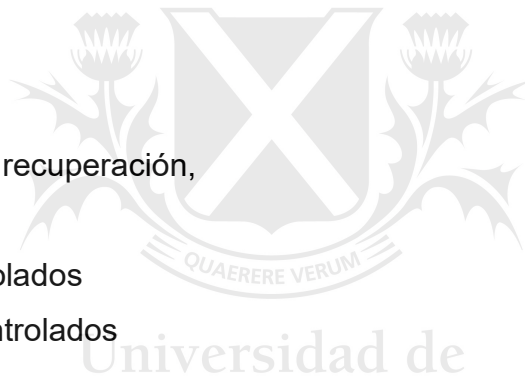 recuperación,
QUAERERE VERUM
olados
ntrolados
Universidad de